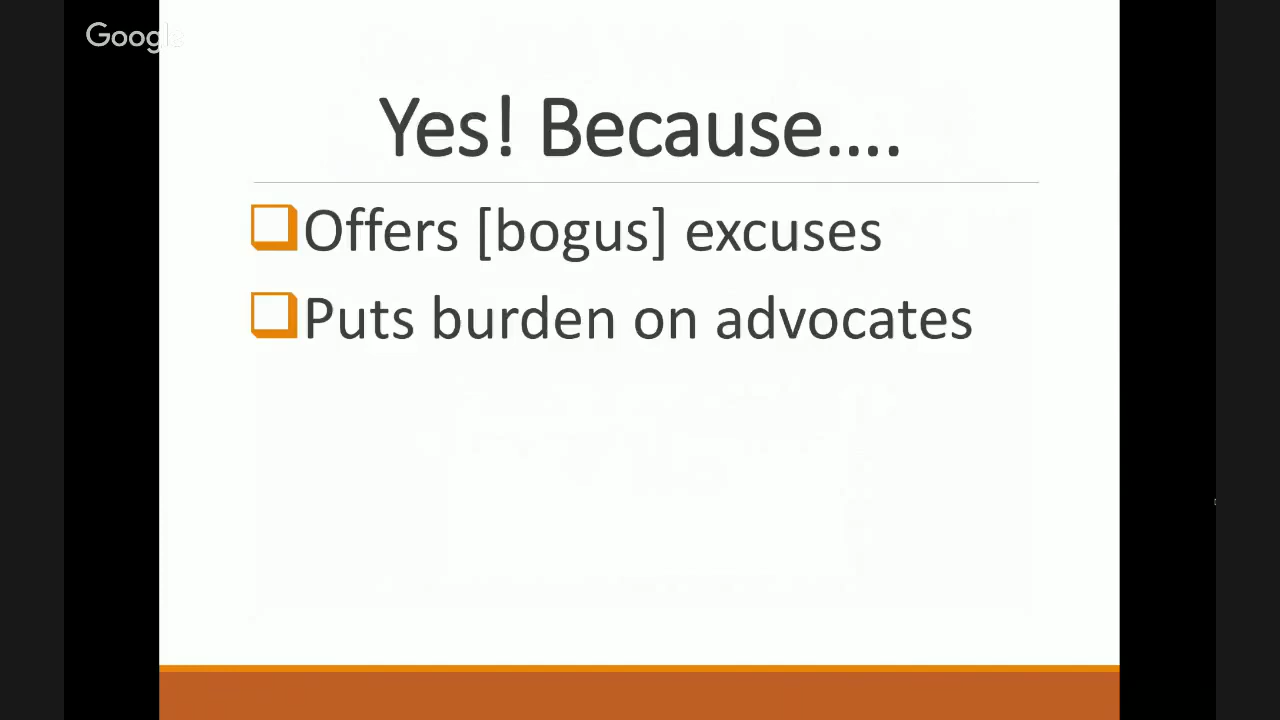 Google
Yes! Because....
Offers [bogus] excuses
Puts burden on advocates